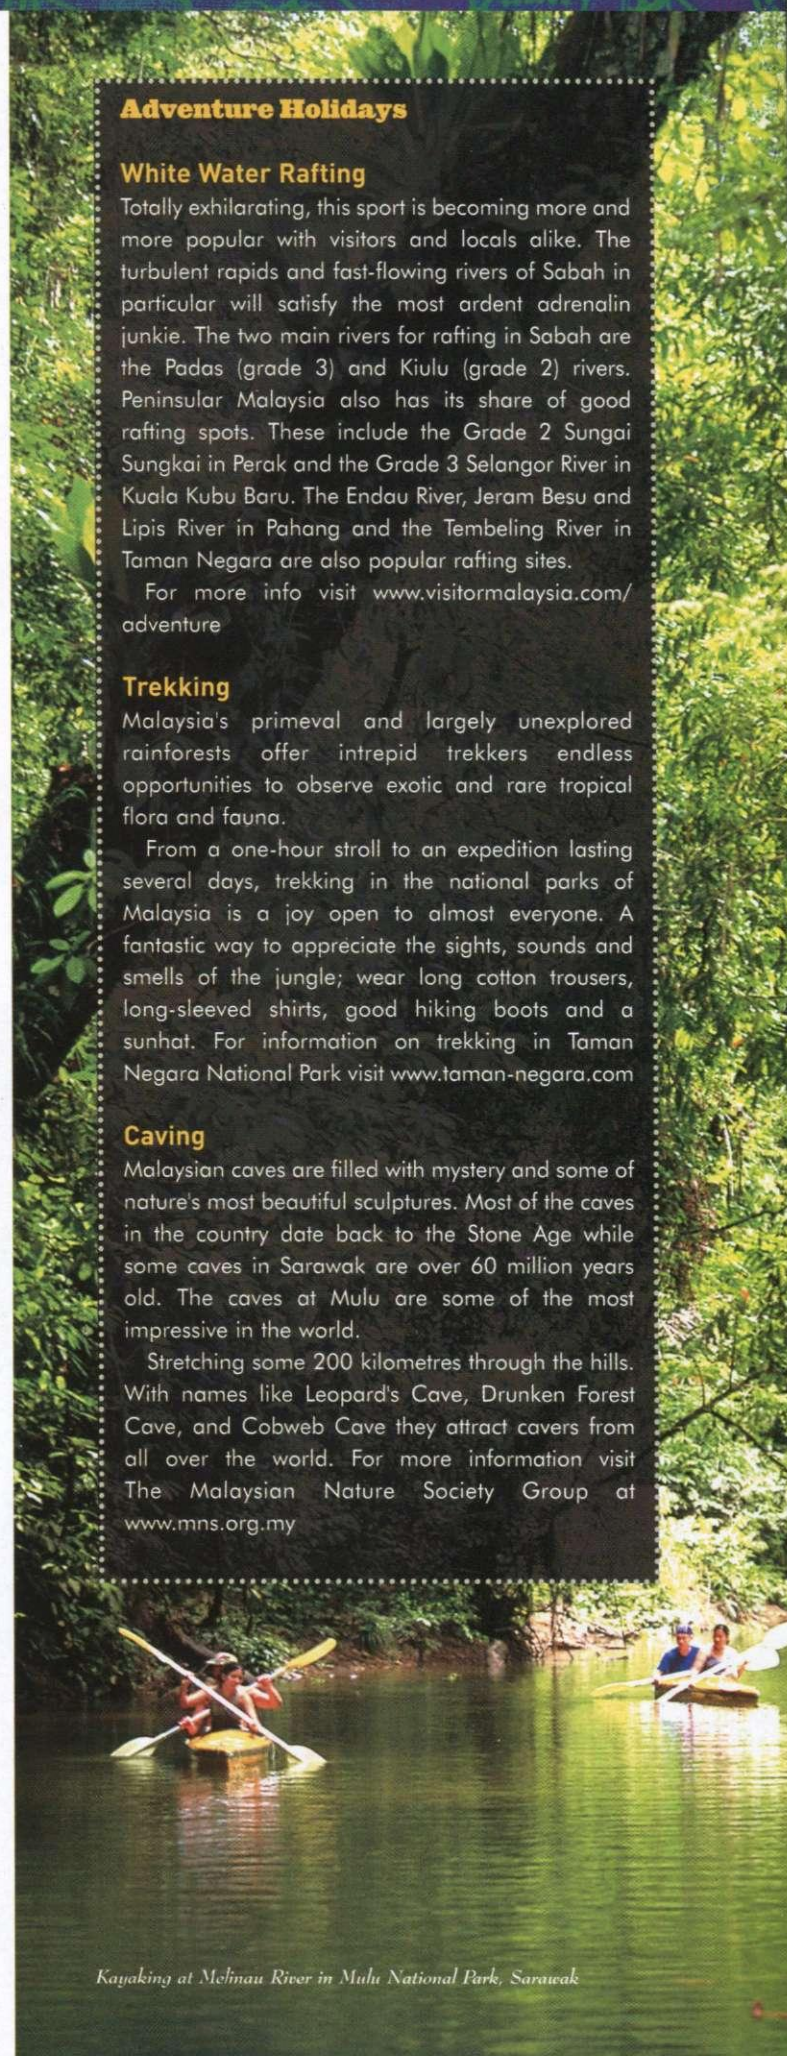 Adventure Holidays
White Water Rafting
Totally exhilarating, this sport is becoming more and
more popular with visitors and locals alike. The
turbulent rapids and fast-flowing rivers of Sabah in
particular will satisfy the most ardent adrenalin
junkie. The two main rivers for rafting in Sabah are
the Padas (grade 3) and Kiulu (grade 2) rivers.
Peninsular Malaysia also has its share of good
rafting spots. These include the Grade 2 Sungai
Sungkai in Perak and the Grade 3 Selangor River in
Kuala Kubu Baru. The Endau River, Jeram Besu and
Lipis River in Pahang and the Tembeling River in
Taman Negara are also popular rafting sites.
For more info visit www.visitormalaysia.com/
adventure
Trekking
Malaysia's primeval and largely unexplored
rainforests offer intrepid trekkers endless
opportunities to observe exotic and rare tropical
flora and fauna.
From a one-hour stroll to an expedition lasting
several days, trekking in the national parks of
Malaysia is a joy open to almost everyone. A
fantastic way to appreciate the sights, sounds and
smells of the jungle; wear long cotton trousers,
long-sleeved shirts, good hiking boots and a
sunhat. For information on trekking in Taman
Negara National Park visit www.taman-negara.com
Caving
Malaysian caves are filled with mystery and some of
nature's most beautiful sculptures. Most of the caves
in the country date back to the Stone Age while
some caves in Sarawak are over 60 million years
old. The caves at Mulu are some of the most
impressive in the world.
Stretching some 200 kilometres through the hills.
With names like Leopard's Cave, Drunken Forest
Cave, and Cobweb Cave they attract cavers from
all over the world. For more information visit
The Malaysian Nature Society Group at
www.mns.org.my
Kayaking at Melinau River in Mulu National Park, Sarawak